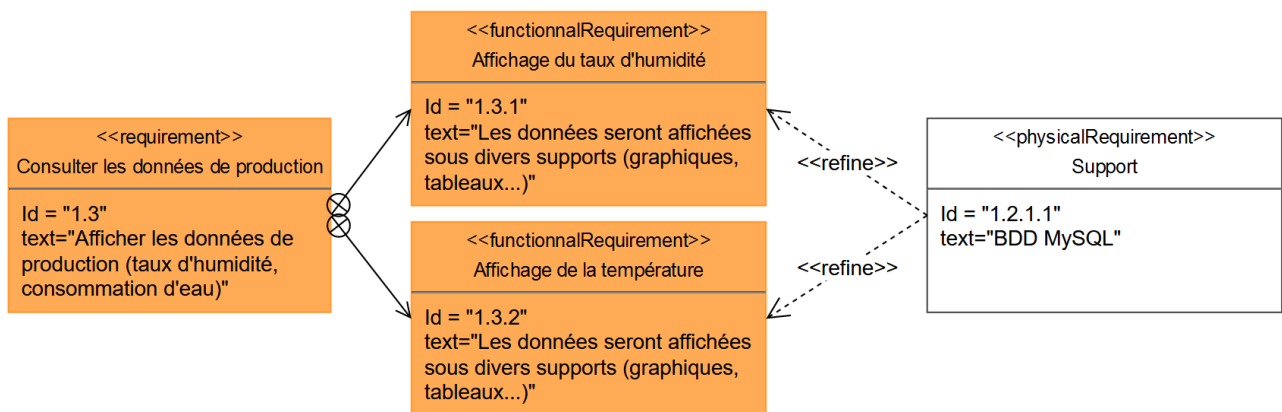 <<requirement>>
Consulter les données de production
Id = "1.3"
text="Afficher les données de
production (taux d'humidité,
consommation d'eau)"
<<functionnalRequirement>>
Affichage du taux d'humidité
Id = "1.3.1"
text="Les données seront affichées
sous divers supports (graphiques,
tableaux...)"
<<functionnalRequirement>>
Affichage de la température
Id = "1.3.2"
text="Les données seront affichées
sous divers supports (graphiques,
tableaux...)"
<<refine>>
<<refine>>
<<physicalRequirement>>
Support
Id = "1.2.1.1"
text="BDD MySQL"